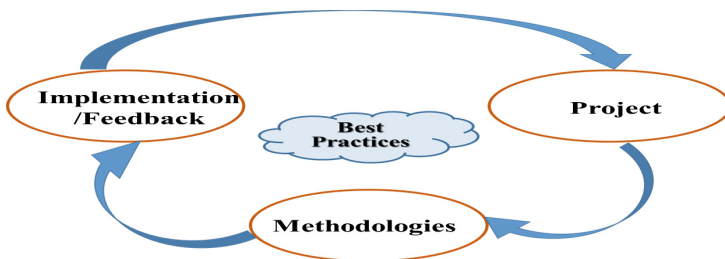 Implementation
/Feedback
Best
Practices
Project
Methodologies